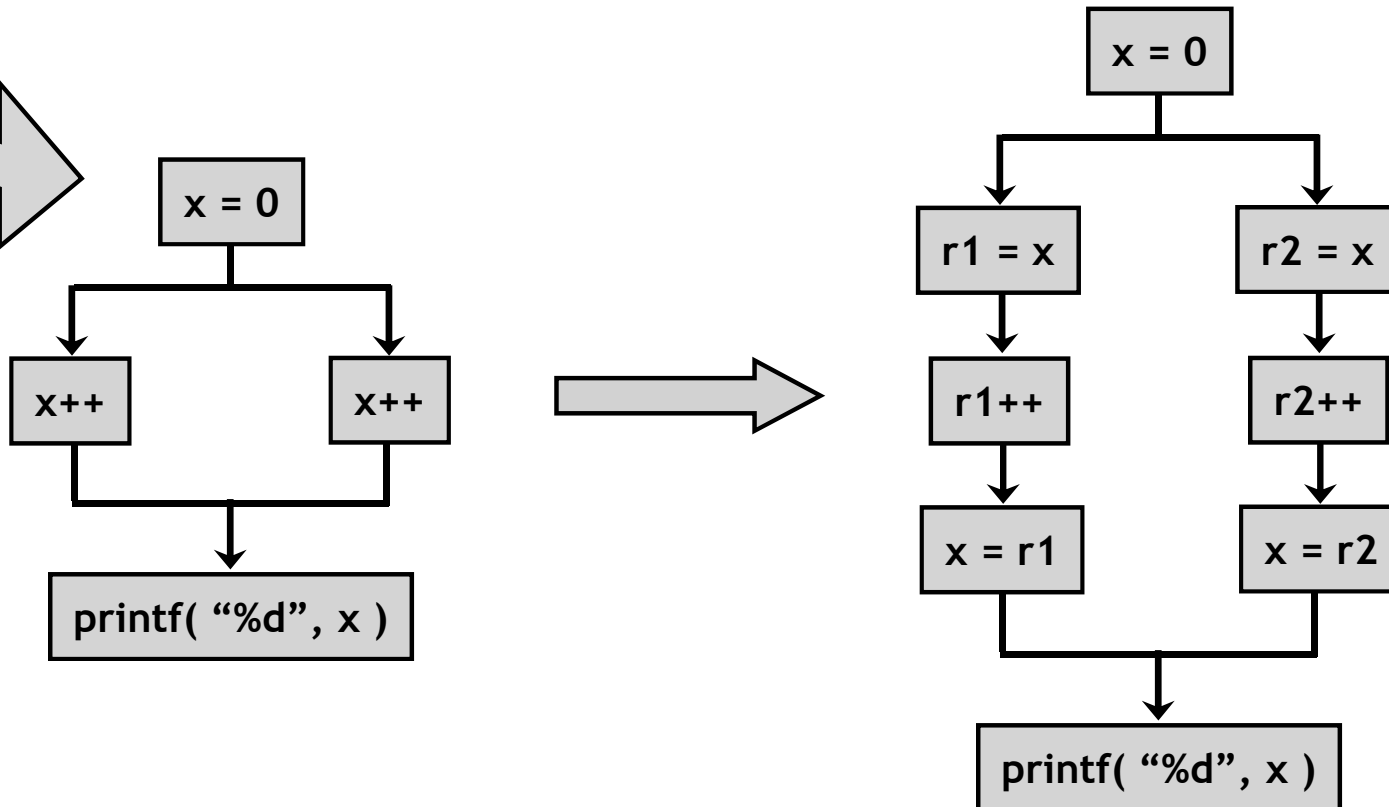 x = 0
x++
x++
printf( “%d”, x )
x = 0
r1 = x
r2 = x
r1++
r2++
x = r1
x = r2
printf( “%d”, x )